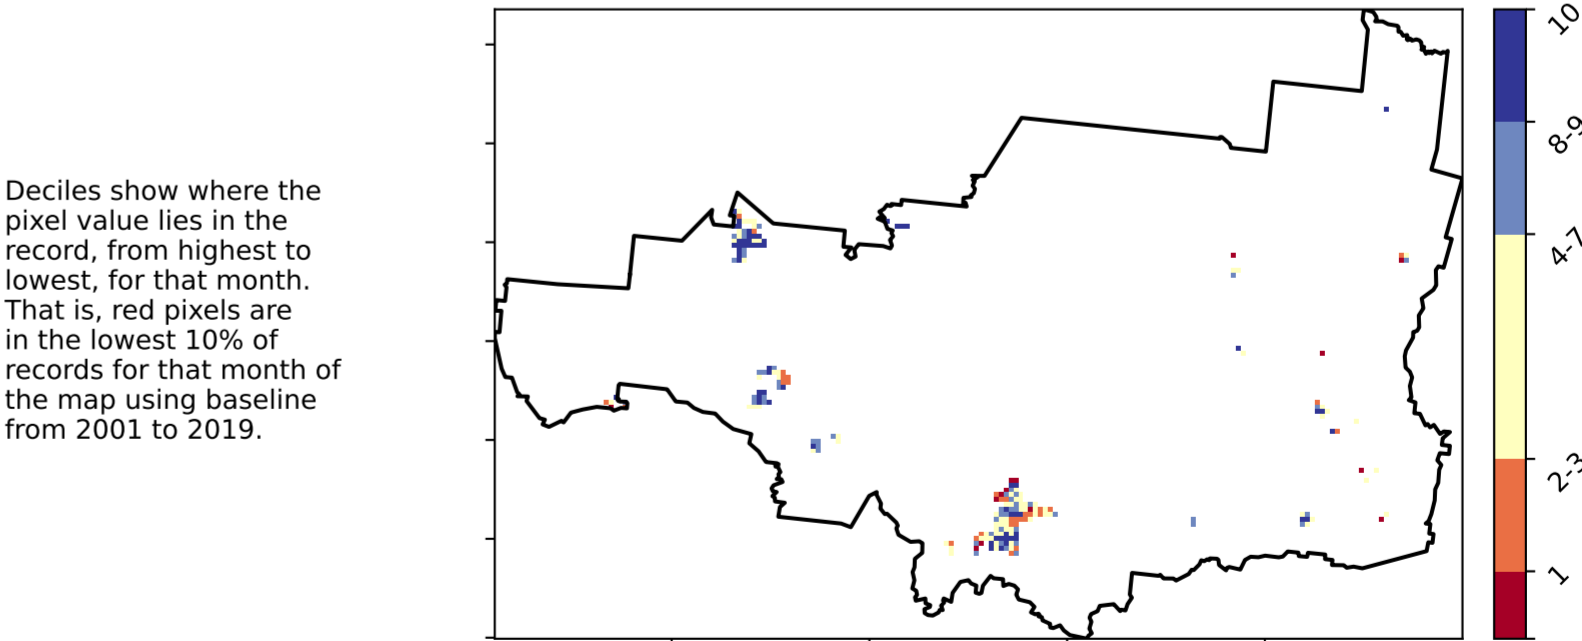 Deciles show where the
pixel value lies in the
record, from highest to
lowest, for that month.
That is, red pixels are
in the lowest 10% of
records for that month of
the map using baseline
from 2001 to 2019.
10
8-9
4-7
2-3
1